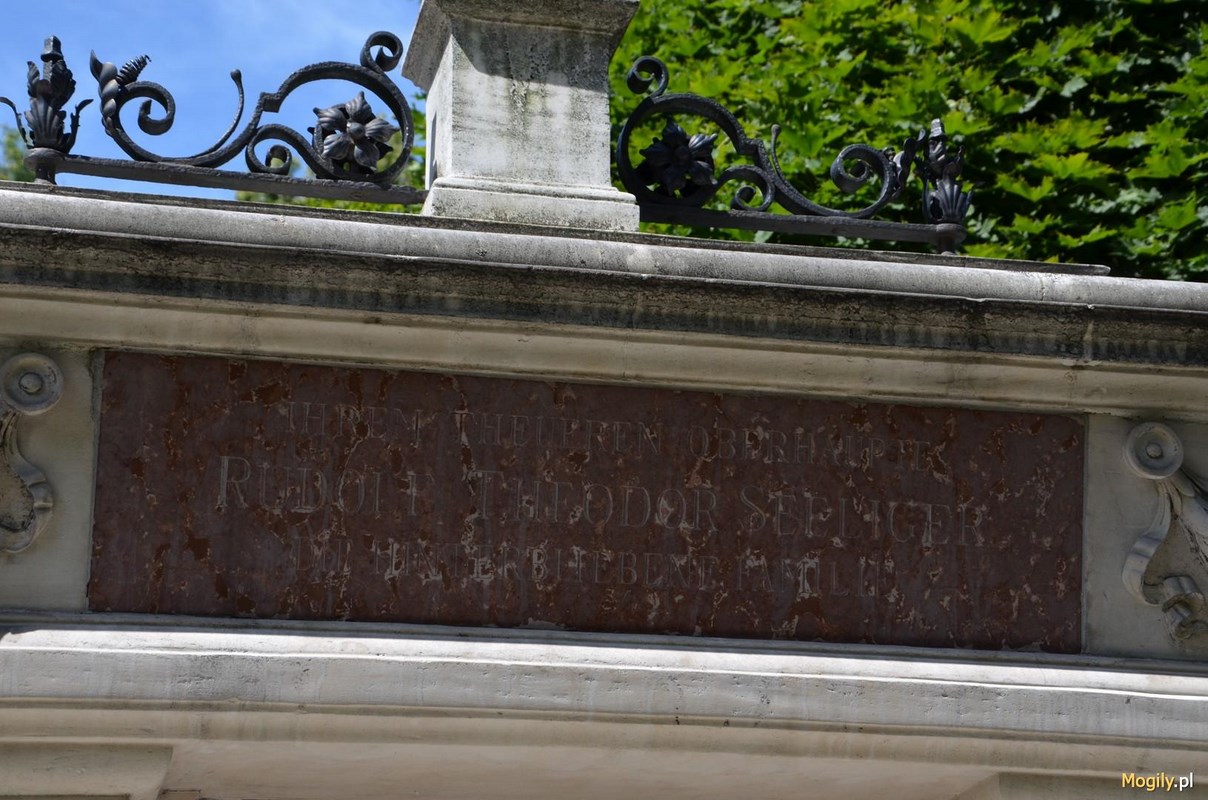 IHREM THEUEREN OBERHAUPTE
RUDOLF THEODOR SEELIGER
DIE HINTERBLIEBENE FAMILIE
Mogily.pl